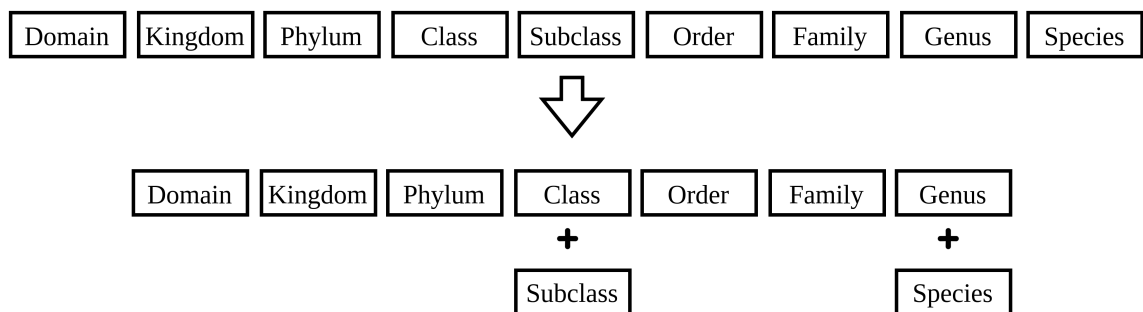 Domain Kingdom Phylum Class Subclass Order Family Genus Species
Domain Kingdom Phylum Class Order Family Genus
+ +
Subclass Species